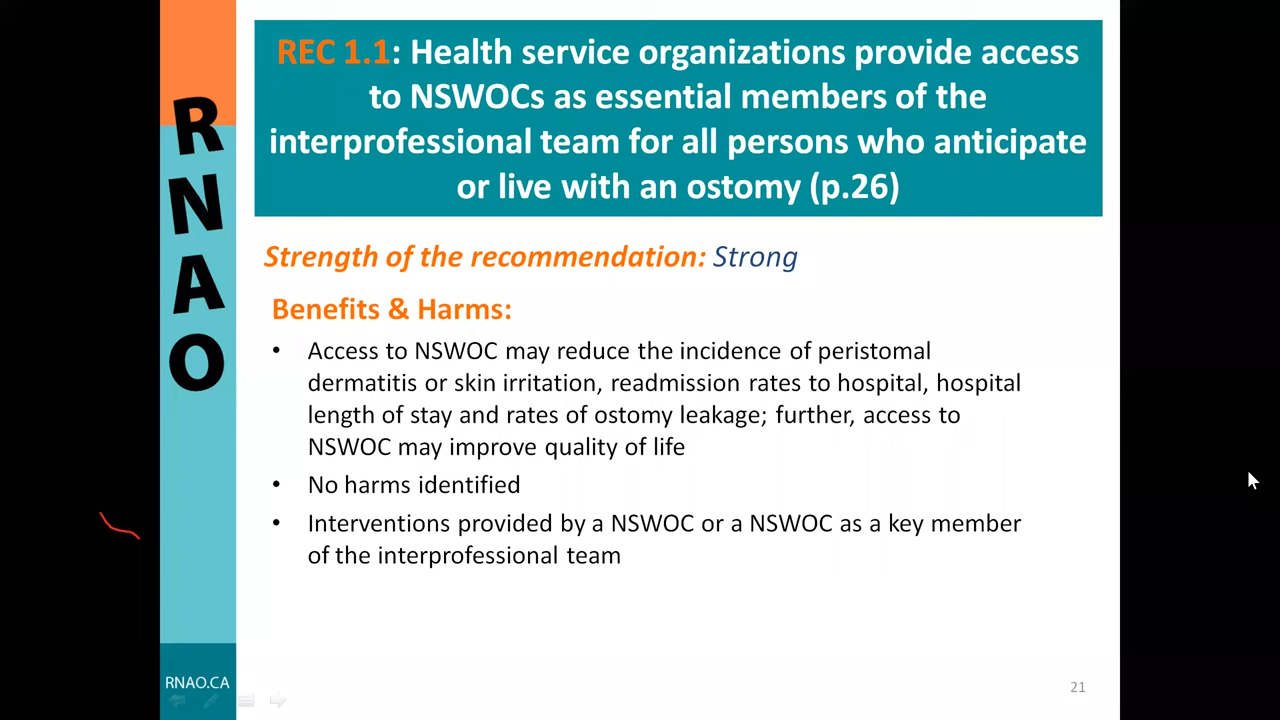 RNAO
REC 1.1: Health service organizations provide access
to NSWOCs as essential members of the
interprofessional team for all persons who anticipate
or live with an ostomy (p.26)
Strength of the recommendation: Strong
Benefits & Harms:
• Access to NSWOC may reduce the incidence of peristomal
dermatitis or skin irritation, readmission rates to hospital, hospital
length of stay and rates of ostomy leakage; further, access to
NSWOC may improve quality of life
• No harms identified
• Interventions provided by a NSWOC or a NSWOC as a key member
of the interprofessional team
RNAO.CA
21